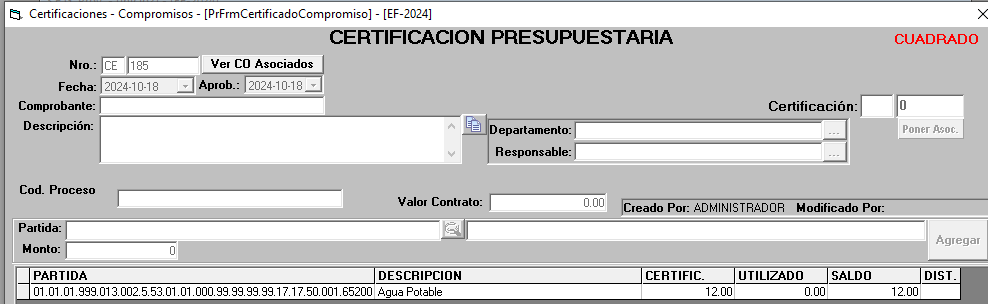 Certificaciones - Compromisos - [PrFrmCertificadoCompromiso] - [EF-2024]
CERTIFICACION PRESUPUESTARIA
CUADRADO
Nro.: CE 185 Ver CO Asociados
Fecha: 2024-10-18 Aprob.: 2024-10-18
Comprobante:
Certificación: 0
Descripción:
Poner Asoc.
Departamento: ...
Responsable: ...
Cod. Proceso
Valor Contrato: 0.00
Creado Por: ADMINISTRADOR Modificado Por:
Partida:
Monto: 0
Agregar
PARTIDA DESCRIPCION CERTIFIC. UTILIZADO SALDO DIST.
01.01.01.999.013.002.5.53.01.01.000.99.99.99.99.17.17.50.001.65200 Agua Potable 12.00 0.00 12.00